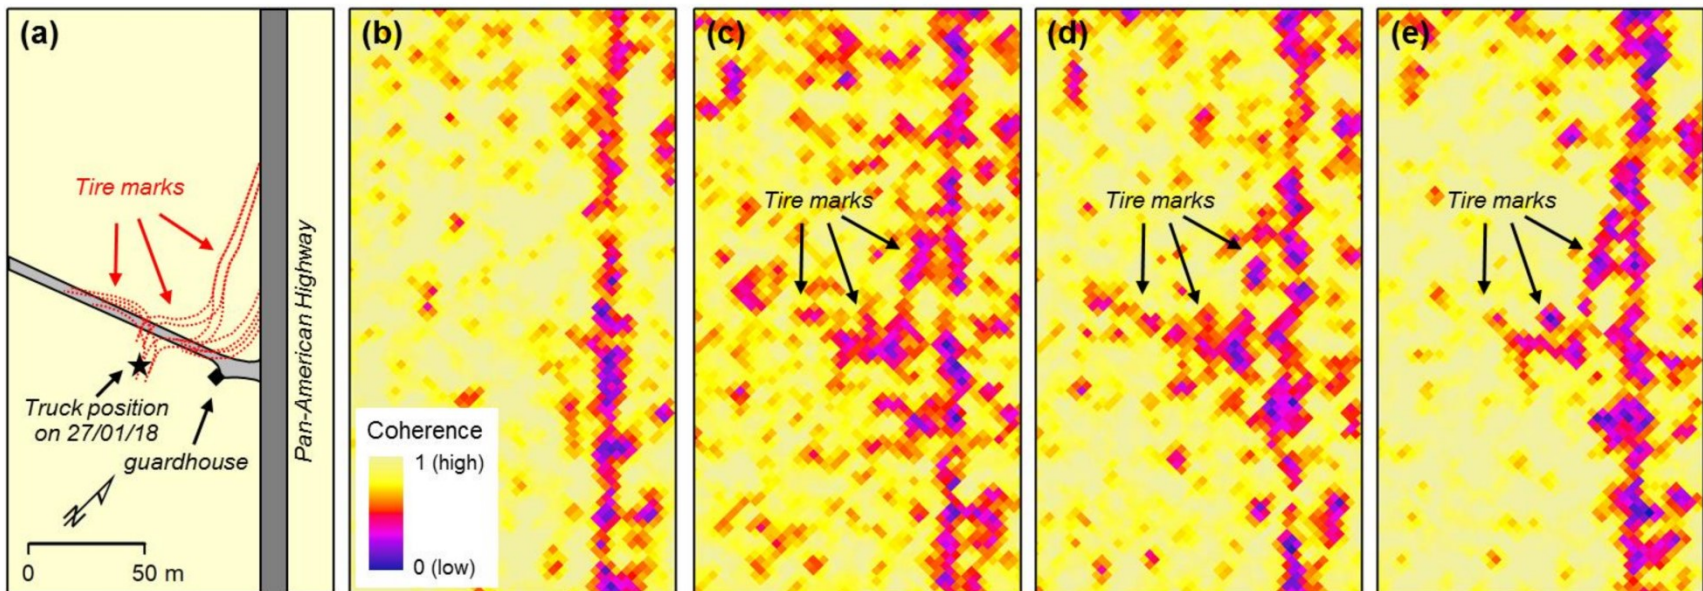 (a)
Tire marks
Pan-American Highway
Truck position
on 27/01/18
guardhouse
N
0 50 m
(b)
Coherence
1 (high)
0 (low)
(c)
Tire marks
(d)
Tire marks
(e)
Tire marks